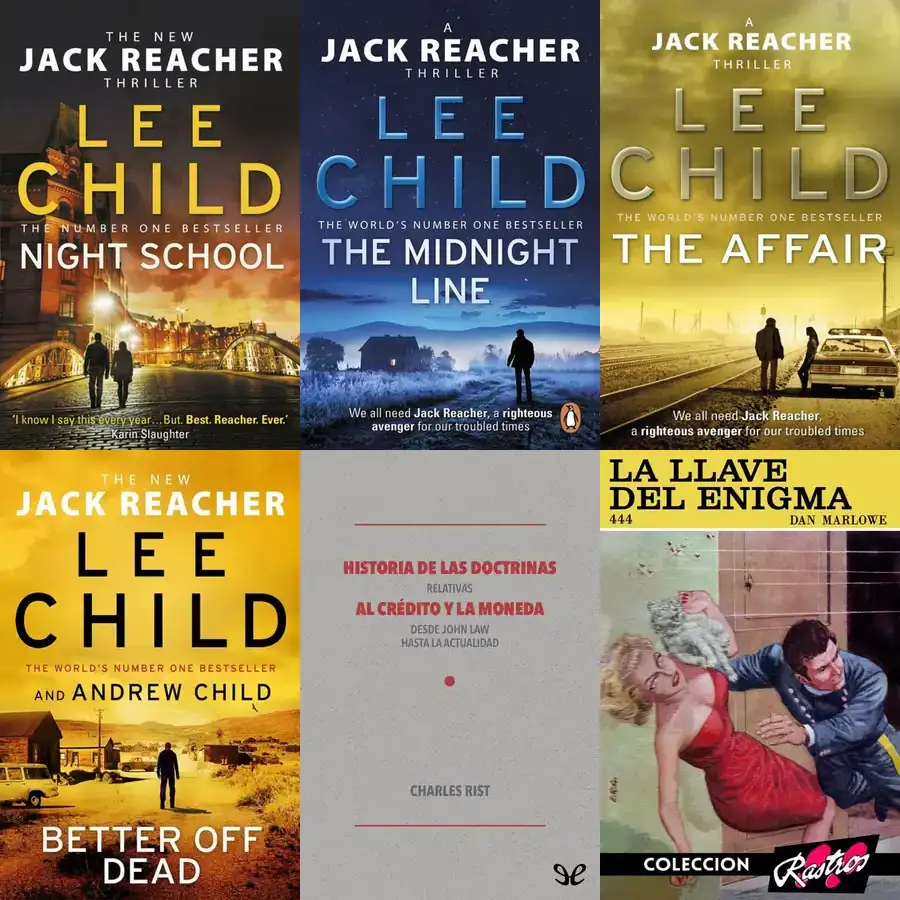 THE NEW
JACK REACHER
THRILLER
LEE
CHILD
THE NUMBER ONE BESTSELLER
NIGHT SCHOOL
'I know I say this every year...But. Best. Reacher. Ever.'
Karin Slaughter
A
JACK REACHER
THRILLER
LEE
CHILD
THE WORLD'S NUMBER ONE BESTSELLER
THE MIDNIGHT
LINE
We all need Jack Reacher, a righteous
avenger for our troubled times
A
JACK REACHER
THRILLER
LEE
CHILD
THE WORLD'S NUMBER ONE BESTSELLER
THE AFFAIR
We all need Jack Reacher,
a righteous avenger for our troubled times
THE NEW
JACK REACHER
LEE
CHILD
THE WORLD'S NUMBER ONE BESTSELLER
AND ANDREW CHILD
BETTER OFF
DEAD
HISTORIA DE LAS DOCTRINAS
RELATIVAS
AL CRÉDITO Y LA MONEDA
DESDE JOHN LAW
HASTA LA ACTUALIDAD
CHARLES RIST
LA LLAVE
DEL ENIGMA
444 DAN MARLOWE
COLECCION Rastros